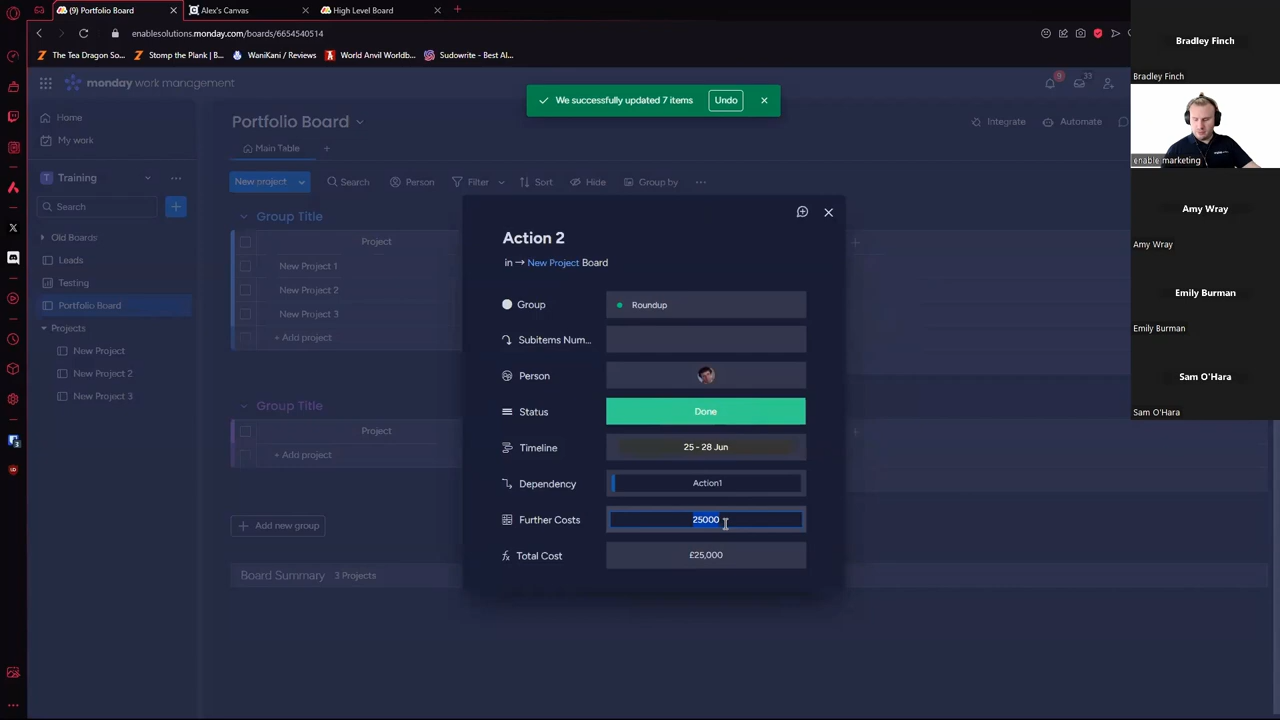 (9) Portfolio Board
Alex's Canvas
High Level Board
enablesolutions.monday.com/boards/6654540514
The Tea Dragon So...
Stomp the Plank | B...
WaniKani / Reviews
World Anvil Worldb...
Sudowrite - Best AI...
monday work management
9
33
We successfully updated 7 items
Undo
Home
My work
Training
Search
Old Boards
Leads
Testing
Portfolio Board
Projects
New Project
New Project 2
New Project 3
Portfolio Board
Integrate
Automate
Main Table
New project
Search
Person
Filter
Sort
Hide
Group by
Group Title
Project
New Project 1
New Project 2
New Project 3
+ Add project
Group Title
Project
+ Add project
Add new group
Board Summary 3 Projects
Action 2
in → New Project Board
Group Roundup
Subitems Num...
Person
Status Done
Timeline 25 - 28 Jun
Dependency Action1
Further Costs 25000
Total Cost £25,000
Bradley Finch
Bradley Finch
enable marketing
Amy Wray
Amy Wray
Emily Burman
Emily Burman
Sam O'Hara
Sam O'Hara